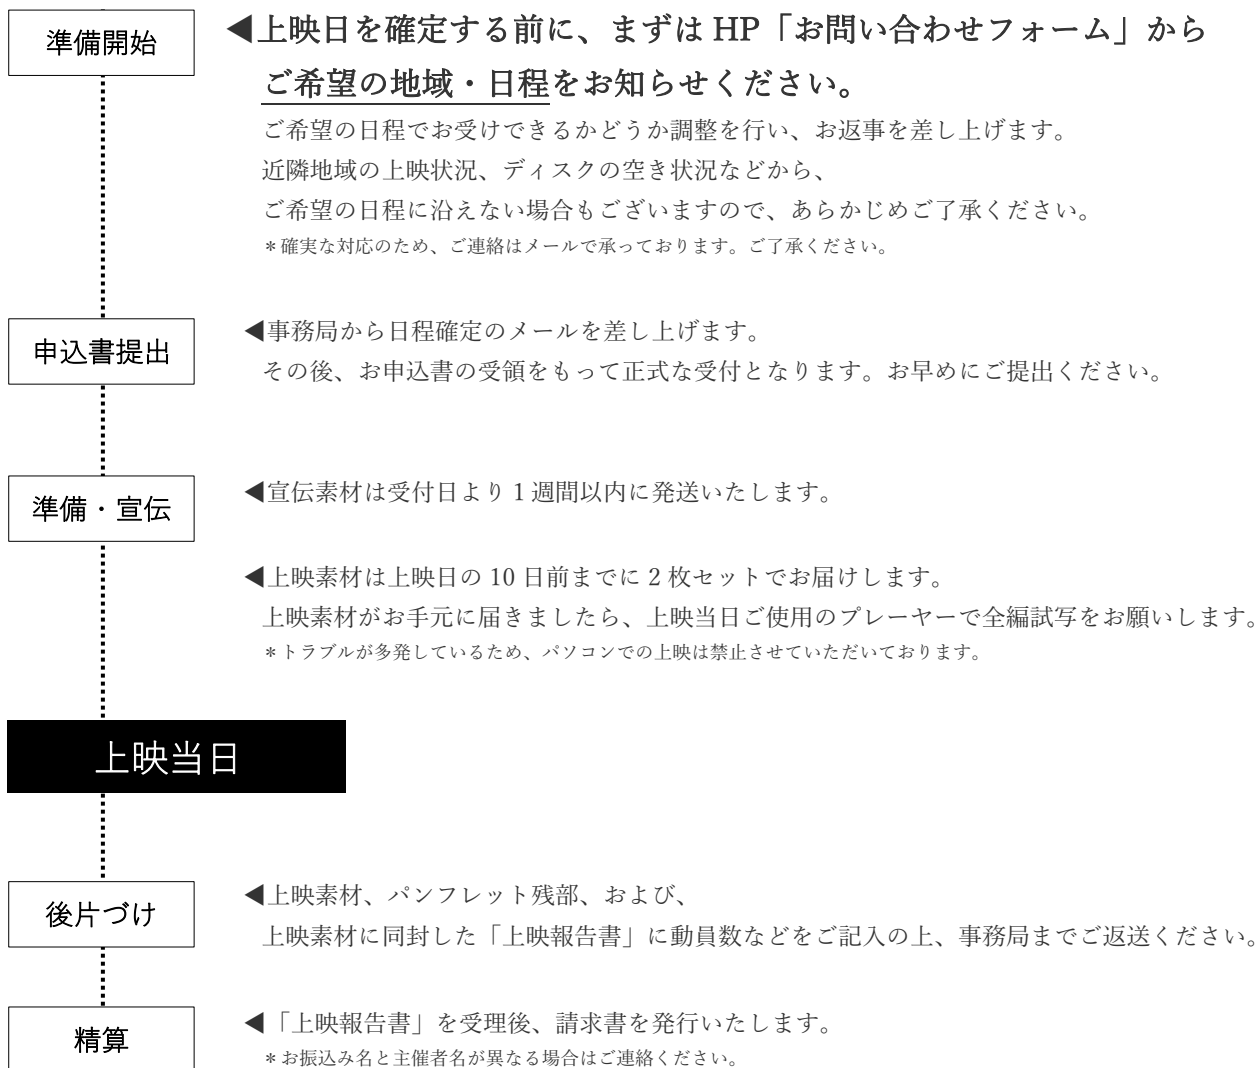 準備開始
◀上映日を確定する前に、まずは HP「お問い合わせフォーム」から
ご希望の地域・日程をお知らせください。
ご希望の日程でお受けできるかどうか調整を行い、お返事を差し上げます。
近隣地域の上映状況、ディスクの空き状況などから、
ご希望の日程に沿えない場合もございますので、あらかじめご了承ください。
＊確実な対応のため、ご連絡はメールで承っております。ご了承ください。
申込書提出
◀事務局から日程確定のメールを差し上げます。
その後、お申込書の受領をもって正式な受付となります。お早めにご提出ください。
準備・宣伝
◀宣伝素材は受付日より 1 週間以内に発送いたします。
◀上映素材は上映日の 10 日前までに 2 枚セットでお届けします。
上映素材がお手元に届きましたら、上映当日ご使用のプレーヤーで全編試写をお願いします。
＊トラブルが多発しているため、パソコンでの上映は禁止させていただいております。
上映当日
後片づけ
◀上映素材、パンフレット残部、および、
上映素材に同封した「上映報告書」に動員数などをご記入の上、事務局までご返送ください。
精算
◀「上映報告書」を受理後、請求書を発行いたします。
＊お振込み名と主催者名が異なる場合はご連絡ください。